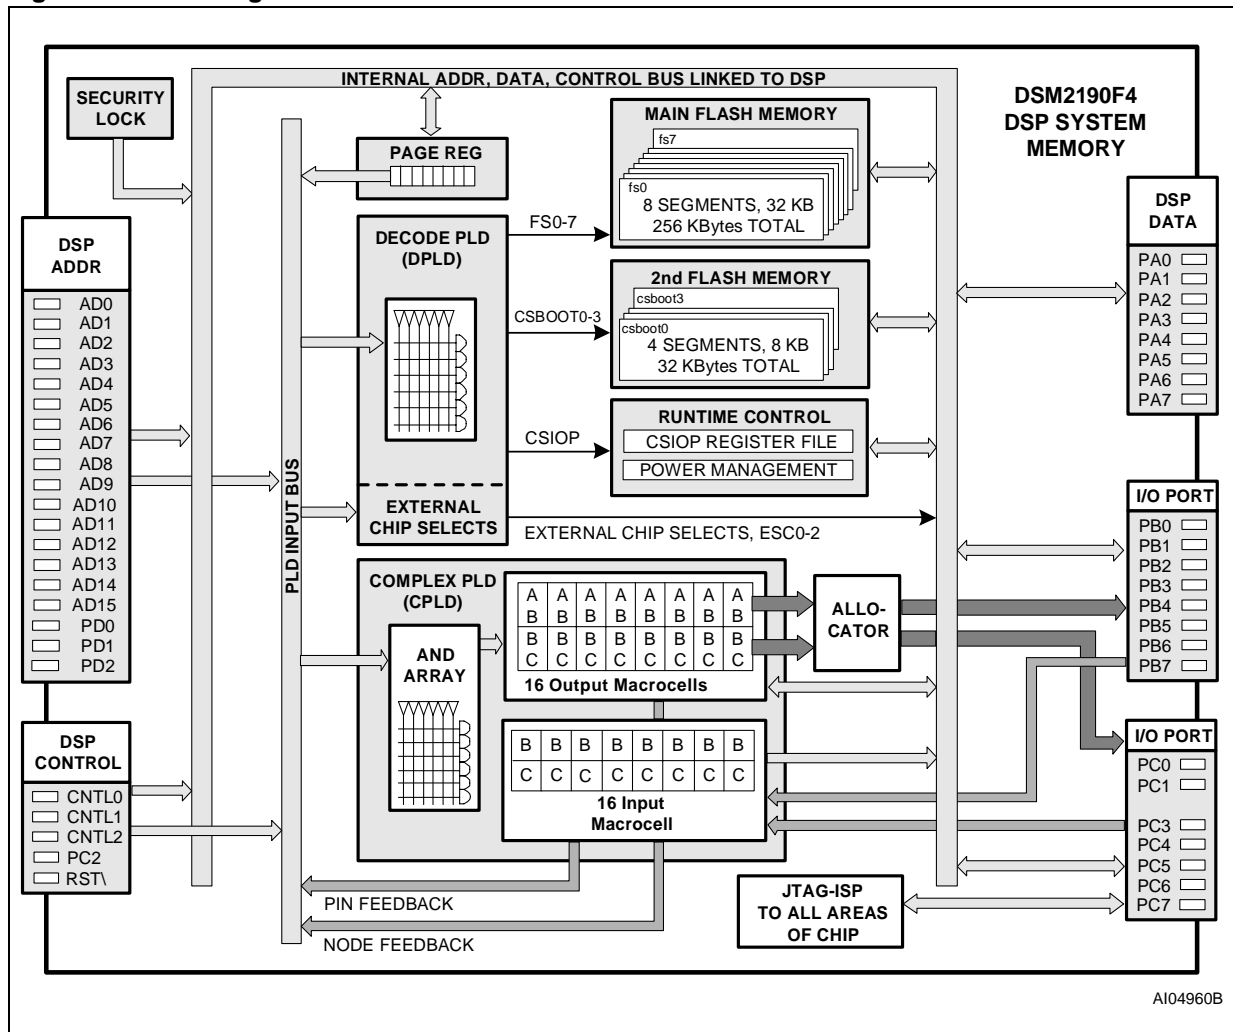 INTERNAL ADDR, DATA, CONTROL BUS LINKED TO DSP
SECURITY
LOCK
DSM2190F4
DSP SYSTEM
MEMORY
PAGE REG
MAIN FLASH MEMORY
fs7
fs0
8 SEGMENTS, 32 KB
256 KBytes TOTAL
DSP
ADDR
AD0
AD1
AD2
AD3
AD4
AD5
AD6
AD7
AD8
AD9
AD10
AD11
AD12
AD13
AD14
AD15
PD0
PD1
PD2
DSP
CONTROL
CNTL0
CNTL1
CNTL2
PC2
RST\
PLD INPUT BUS
DECODE PLD
(DPLD)
FS0-7
CSBOOT0-3
CSIOP
2nd FLASH MEMORY
csboot3
csboot0
4 SEGMENTS, 8 KB
32 KBytes TOTAL
RUNTIME CONTROL
CSIOP REGISTER FILE
POWER MANAGEMENT
EXTERNAL
CHIP SELECTS
EXTERNAL CHIP SELECTS, ESC0-2
COMPLEX PLD
(CPLD)
AND
ARRAY
A A A A A A A A
B B B B B B B B
B B B B B B B B
C C C C C C C C
16 Output Macrocells
B B B B B B B B
C C C C C C C C
16 Input
Macrocell
ALLO-
CATOR
PIN FEEDBACK
NODE FEEDBACK
JTAG-ISP
TO ALL AREAS
OF CHIP
DSP
DATA
PA0
PA1
PA2
PA3
PA4
PA5
PA6
PA7
I/O PORT
PB0
PB1
PB2
PB3
PB4
PB5
PB6
PB7
I/O PORT
PC0
PC1
PC3
PC4
PC5
PC6
PC7
AI04960B